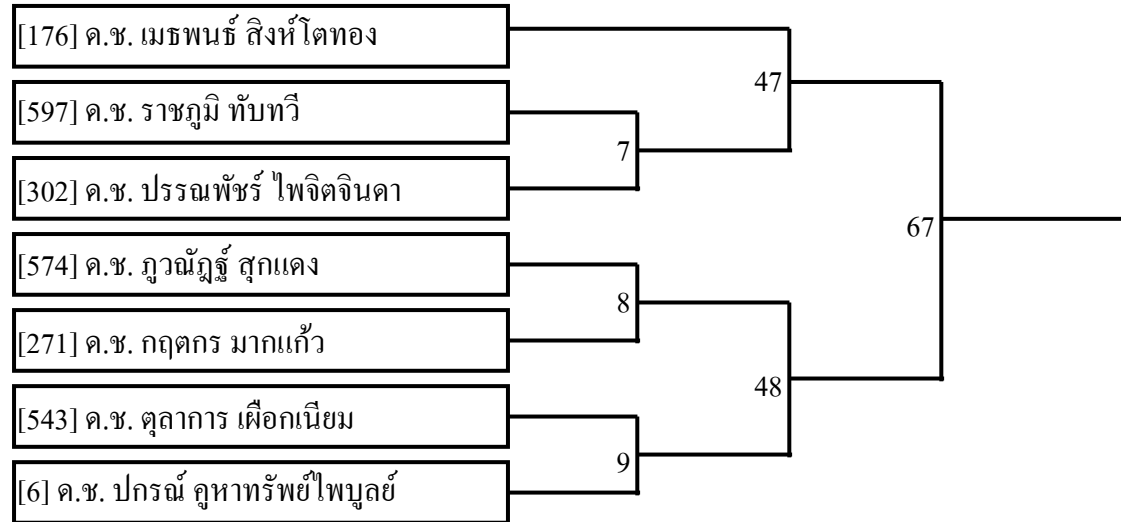 [176] ด.ช. เมธพนธ์ สิงห์โตทอง
47
[597] ด.ช. ราชภูมิ ทับทวี
7
[302] ด.ช. ปรรณพัชร์ ไพจิตจินดา
67
[574] ด.ช. ภูวณัฎฐ์ สุกแดง
8
[271] ด.ช. กฤตกร มากแก้ว
48
[543] ด.ช. ตุลาการ เผือกเนียม
9
[6] ด.ช. ปกรณ์ คูหาทรัพย์ไพบูลย์